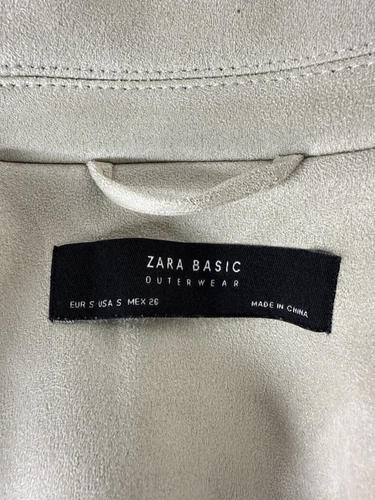 ZARA BASIC
OUTERWEAR
EUR S USA S MEX 26 MADE IN CHINA